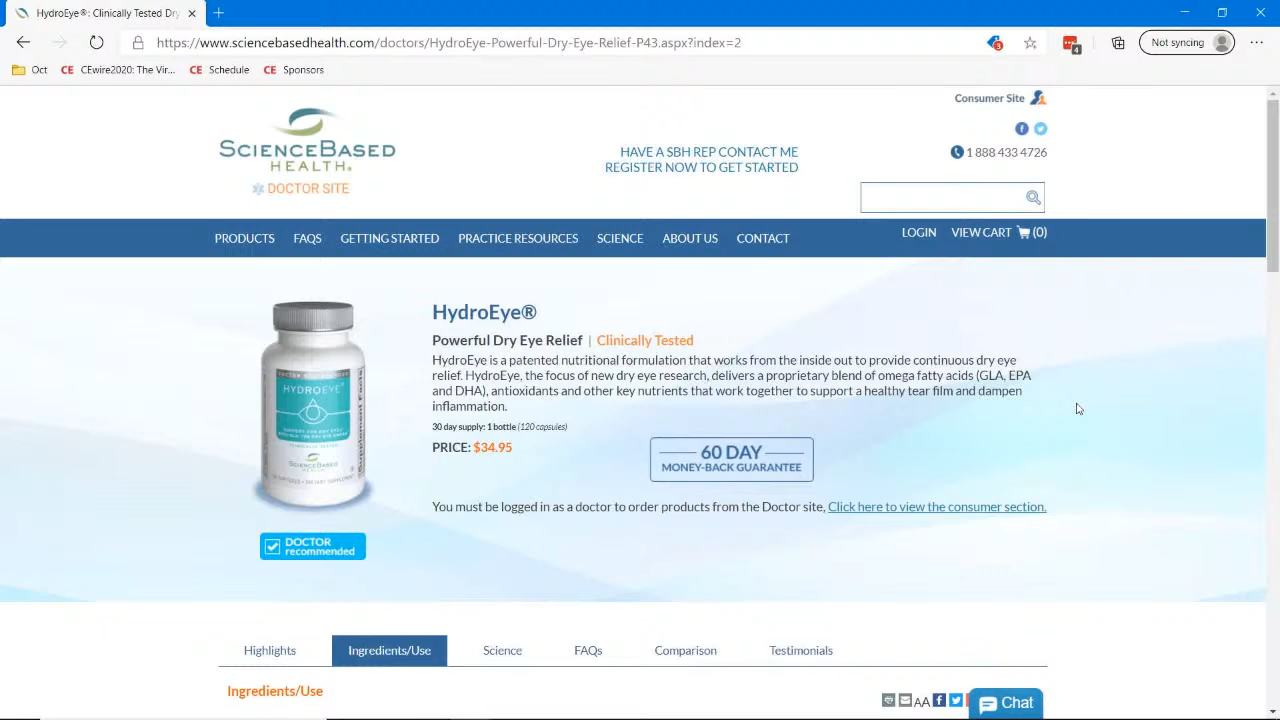 HydroEye®: Clinically Tested Dry
https://www.sciencebasedhealth.com/doctors/HydroEye-Powerful-Dry-Eye-Relief-P43.aspx?index=2
3
4
Not syncing
Oct
CE CEwire2020: The Vir...
CE Schedule
CE Sponsors
Consumer Site
SCIENCEBASED
HEALTH®
DOCTOR SITE
HAVE A SBH REP CONTACT ME
REGISTER NOW TO GET STARTED
1 888 433 4726
PRODUCTS FAQS GETTING STARTED PRACTICE RESOURCES SCIENCE ABOUT US CONTACT
LOGIN VIEW CART (0)
HYDROEYE®
SCIENCEBASED
HEALTH
DOCTOR
recommended
HydroEye®
Powerful Dry Eye Relief | Clinically Tested
HydroEye is a patented nutritional formulation that works from the inside out to provide continuous dry eye
relief. HydroEye, the focus of new dry eye research, delivers a proprietary blend of omega fatty acids (GLA, EPA
and DHA), antioxidants and other key nutrients that work together to support a healthy tear film and dampen
inflammation.
30 day supply: 1 bottle (120 capsules)
PRICE: $34.95
60 DAY
MONEY-BACK GUARANTEE
You must be logged in as a doctor to order products from the Doctor site, Click here to view the consumer section.
Highlights Ingredients/Use Science FAQs Comparison Testimonials
Ingredients/Use
AA
Chat